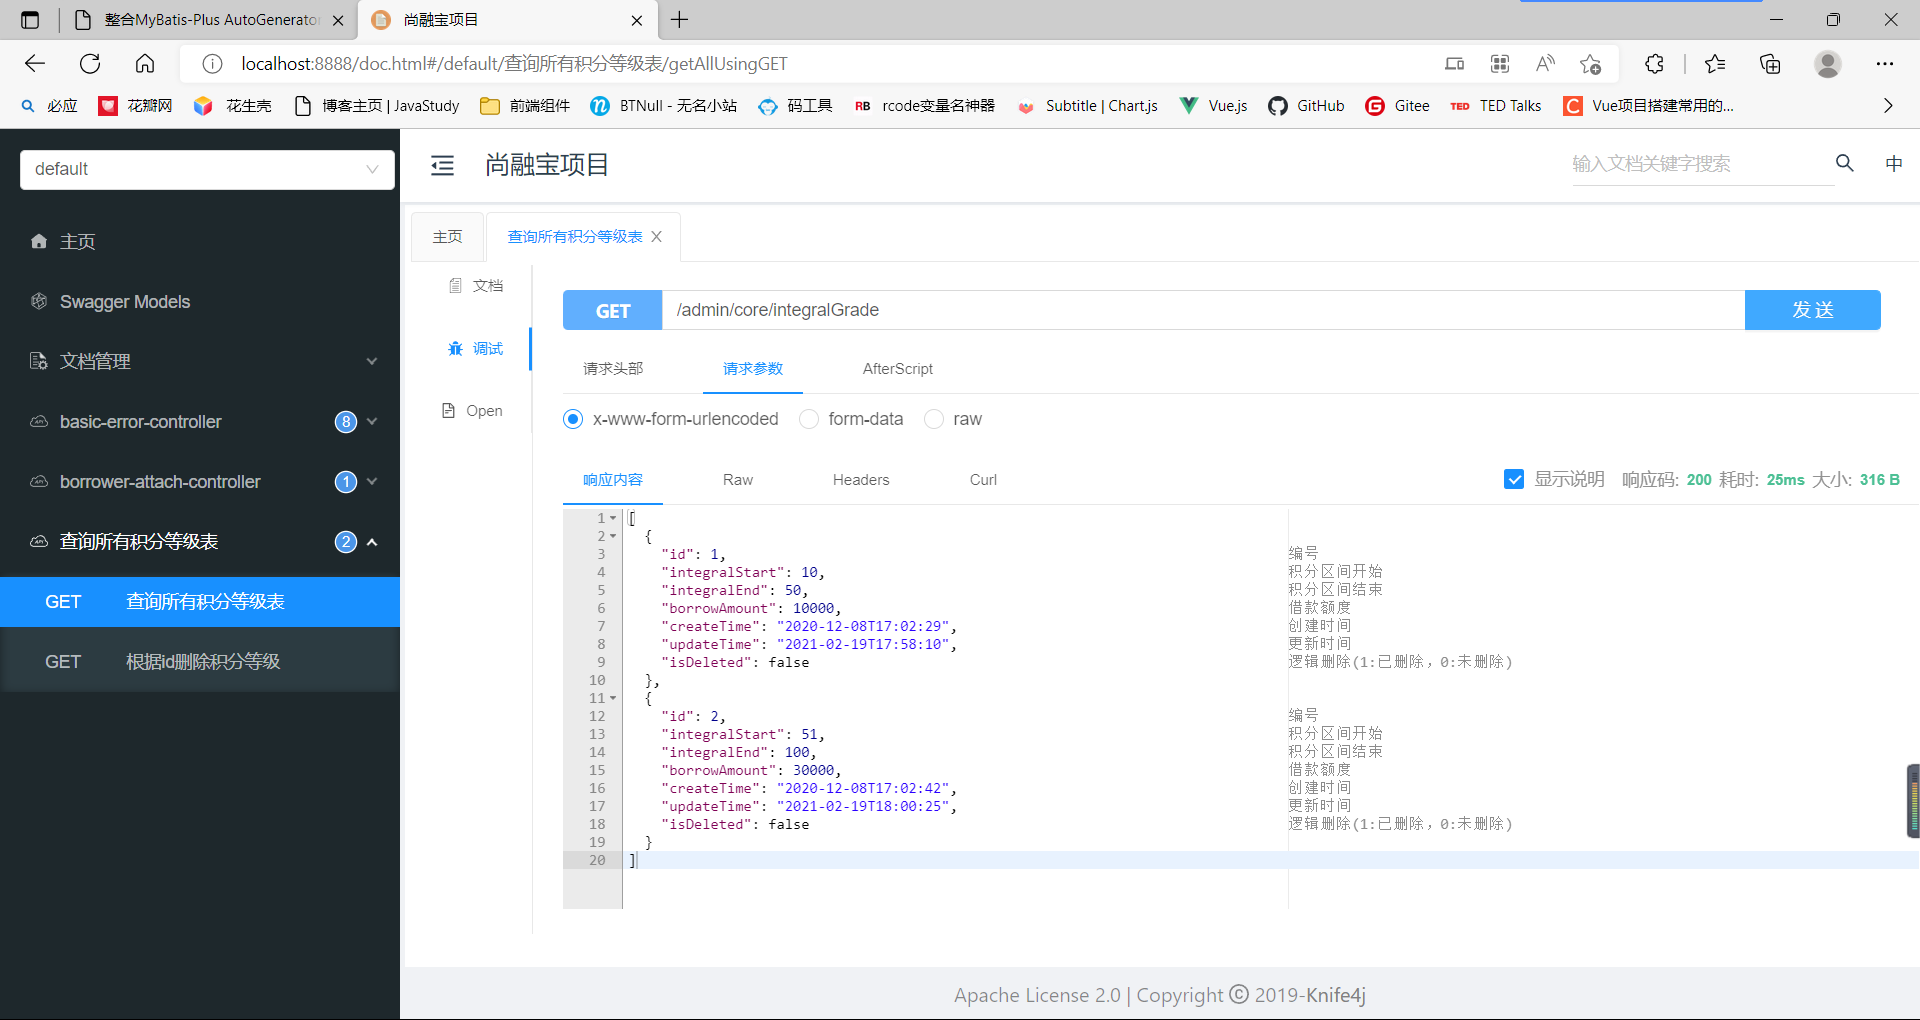 整合MyBatis-Plus AutoGenerato
尚融宝项目
localhost:8888/doc.html#/default/查询所有积分等级表/getAllUsingGET
必应
花瓣网
花生壳
博客主页 | JavaStudy
前端组件
BTNull - 无名小站
码工具
RB rcode变量名神器
Subtitle | Chart.js
Vue.js
GitHub
Gitee
TED TED Talks
Vue项目搭建常用的...
default
尚融宝项目
输入文档关键字搜索
中
主页
Swagger Models
文档管理
basic-error-controller 8
borrower-attach-controller 1
查询所有积分等级表 2
GET 查询所有积分等级表
GET 根据id删除积分等级
主页
查询所有积分等级表
文档
调试
Open
GET /admin/core/integralGrade 发 送
请求头部 请求参数 AfterScript
x-www-form-urlencoded form-data raw
响应内容 Raw Headers Curl
显示说明 响应码: 200 耗时: 25ms 大小: 316 B
1 [
2 {
3 "id": 1, 编号
4 "integralStart": 10, 积分区间开始
5 "integralEnd": 50, 积分区间结束
6 "borrowAmount": 10000, 借款额度
7 "createTime": "2020-12-08T17:02:29", 创建时间
8 "updateTime": "2021-02-19T17:58:10", 更新时间
9 "isDeleted": false 逻辑删除(1:已删除，0:未删除)
10 },
11 {
12 "id": 2, 编号
13 "integralStart": 51, 积分区间开始
14 "integralEnd": 100, 积分区间结束
15 "borrowAmount": 30000, 借款额度
16 "createTime": "2020-12-08T17:02:42", 创建时间
17 "updateTime": "2021-02-19T18:00:25", 更新时间
18 "isDeleted": false 逻辑删除(1:已删除，0:未删除)
19 }
20 ]
Apache License 2.0 | Copyright © 2019-Knife4j